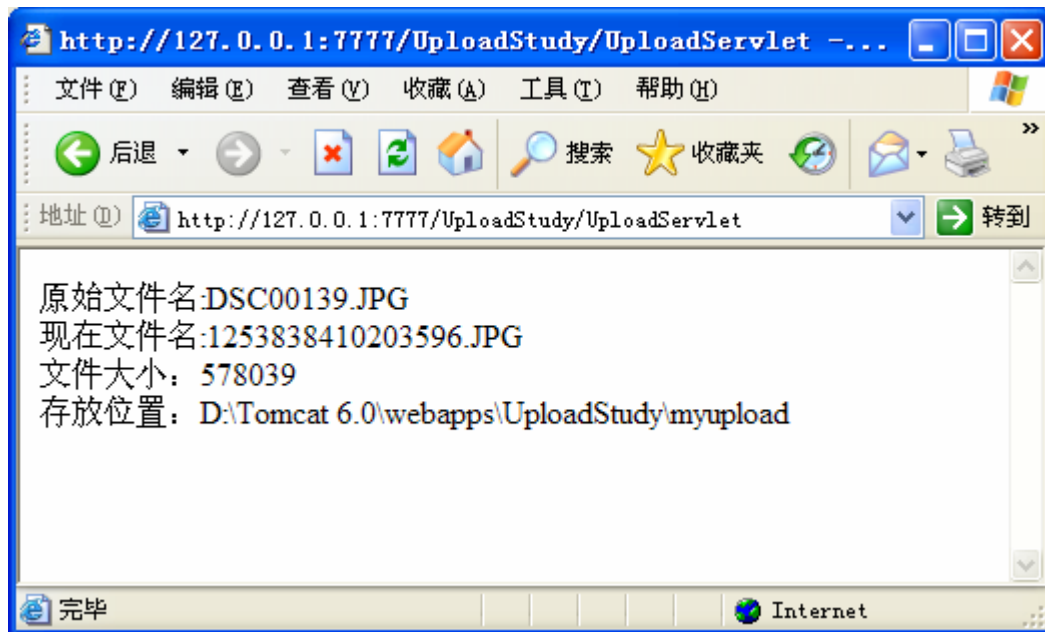 http://127.0.0.1:7777/UploadStudy/UploadServlet -...
文件(F) 编辑(E) 查看(V) 收藏(A) 工具(T) 帮助(H)
后退 搜索 收藏夹 »
地址(D) http://127.0.0.1:7777/UploadStudy/UploadServlet 转到
原始文件名:DSC00139.JPG
现在文件名:1253838410203596.JPG
文件大小：578039
存放位置：D:\Tomcat 6.0\webapps\UploadStudy\myupload
完毕 Internet